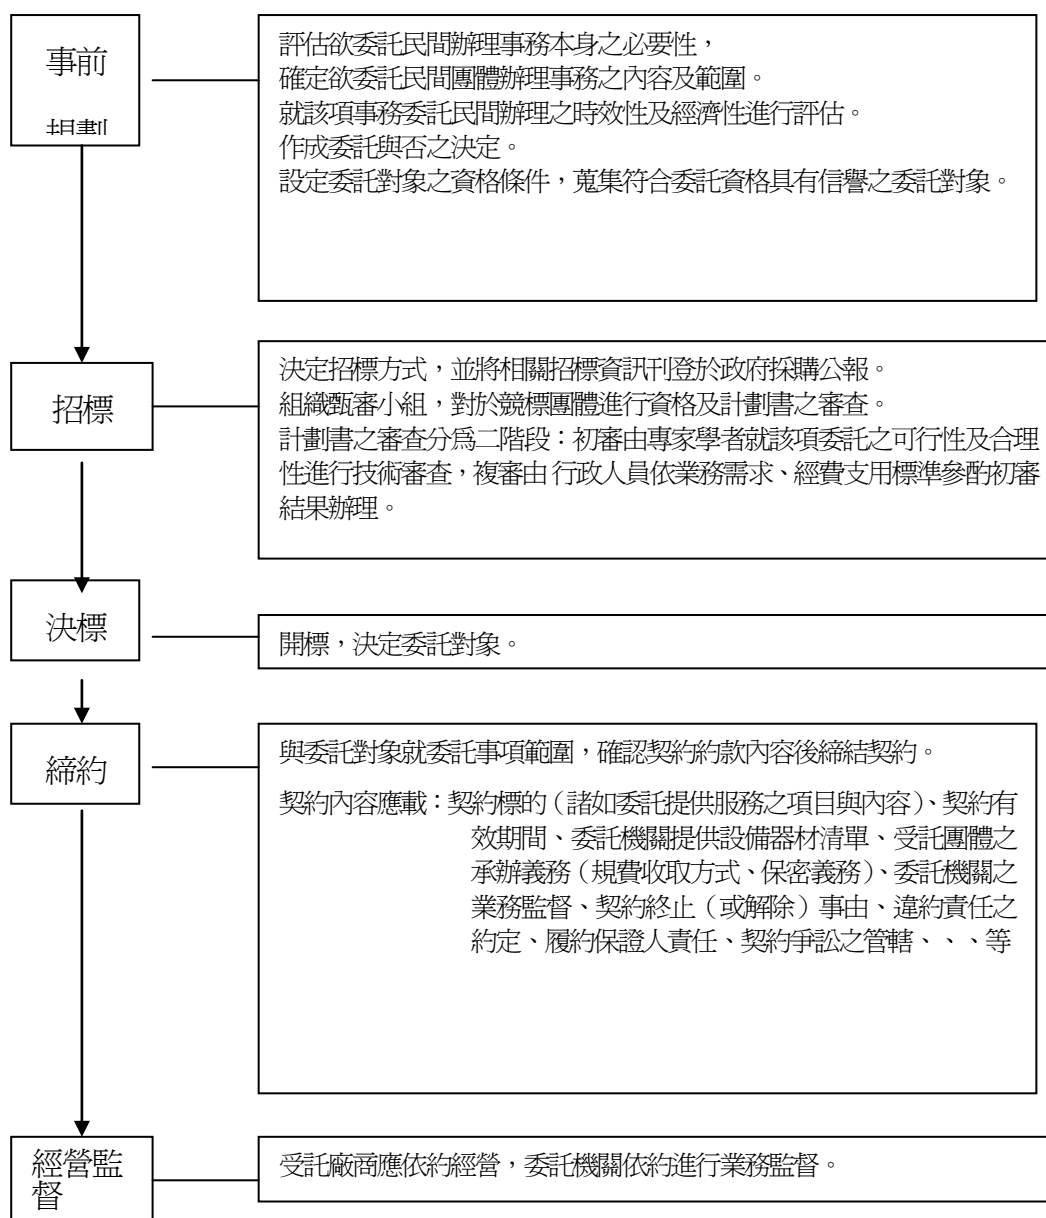 事前
規劃
評估欲委託民間辦理事務本身之必要性，
確定欲委託民間團體辦理事務之內容及範圍。
就該項事務委託民間辦理之時效性及經濟性進行評估。
作成委託與否之決定。
設定委託對象之資格條件，蒐集符合委託資格具有信譽之委託對象。
招標
決定招標方式，並將相關招標資訊刊登於政府採購公報。
組織甄審小組，對於競標團體進行資格及計劃書之審查。
計劃書之審查分為二階段：初審由專家學者就該項委託之可行性及合理
性進行技術審查，複審由 行政人員依業務需求、經費支用標準參酌初審
結果辦理。
決標
開標，決定委託對象。
締約
與委託對象就委託事項範圍，確認契約約款內容後締結契約。
契約內容應載：契約標的（諸如委託提供服務之項目與內容）、契約有
效期間、委託機關提供設備器材清單、受託團體之
承辦義務（規費收取方式、保密義務）、委託機關之
業務監督、契約終止（或解除）事由、違約責任之
約定、履約保證人責任、契約爭訟之管轄、、、等
經營監
督
受託廠商應依約經營，委託機關依約進行業務監督。